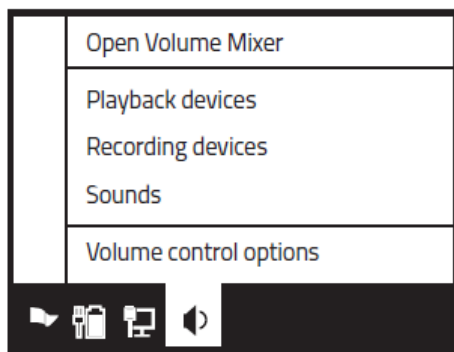 Open Volume Mixer
Playback devices
Recording devices
Sounds
Volume control options